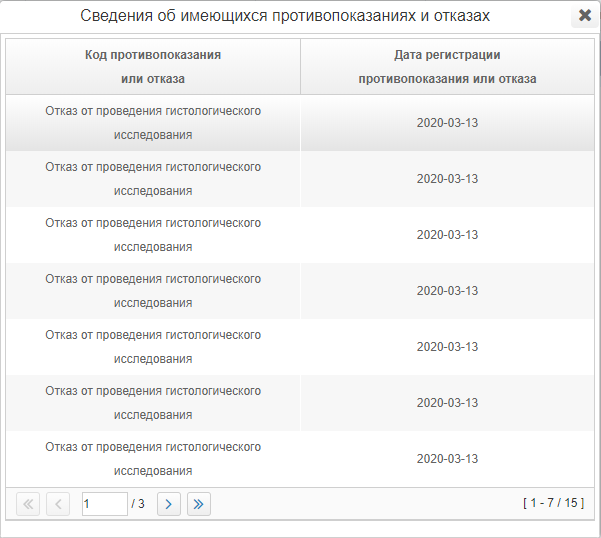 Сведения об имеющихся противопоказаниях и отказах
Код противопоказания
или отказа
Дата регистрации
противопоказания или отказа
Отказ от проведения гистологического
исследования
2020-03-13
Отказ от проведения гистологического
исследования
2020-03-13
Отказ от проведения гистологического
исследования
2020-03-13
Отказ от проведения гистологического
исследования
2020-03-13
Отказ от проведения гистологического
исследования
2020-03-13
Отказ от проведения гистологического
исследования
2020-03-13
Отказ от проведения гистологического
исследования
2020-03-13
1 / 3 [ 1 - 7 / 15 ]